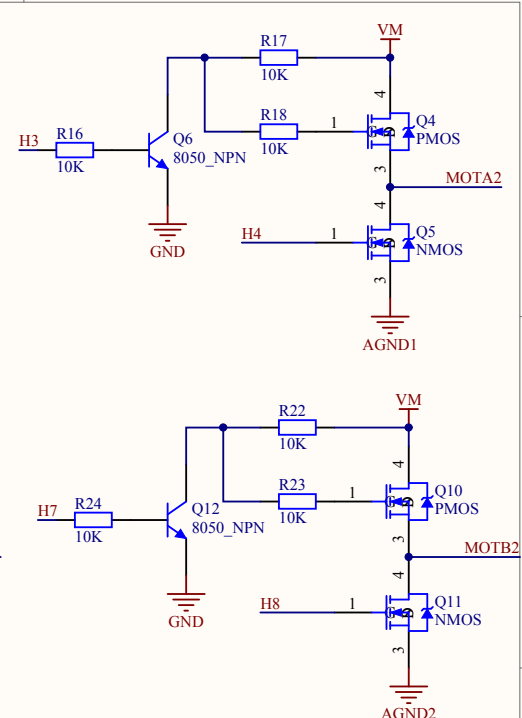 VM
R17
10K
4
R18
10K
1
Q4
PMOS
H3
R16
10K
Q6
8050_NPN
3
MOTA2
4
GND
H4
1
Q5
NMOS
3
AGND1
VM
R22
10K
4
R23
10K
1
Q10
PMOS
H7
R24
10K
Q12
8050_NPN
3
MOTB2
4
GND
H8
1
Q11
NMOS
3
AGND2